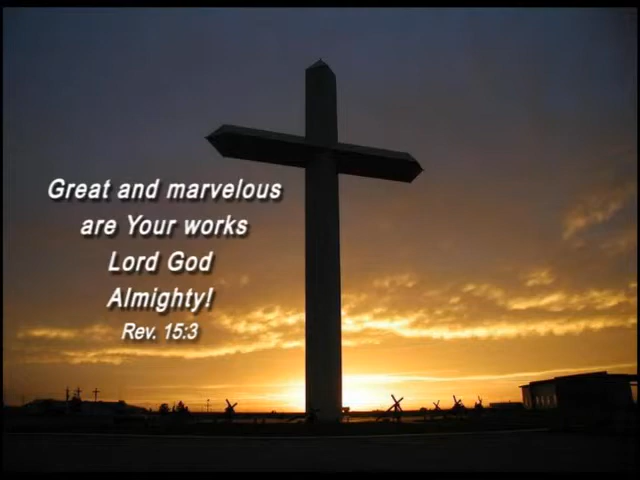 Great and marvelous
are Your works
Lord God
Almighty!
Rev. 15:3